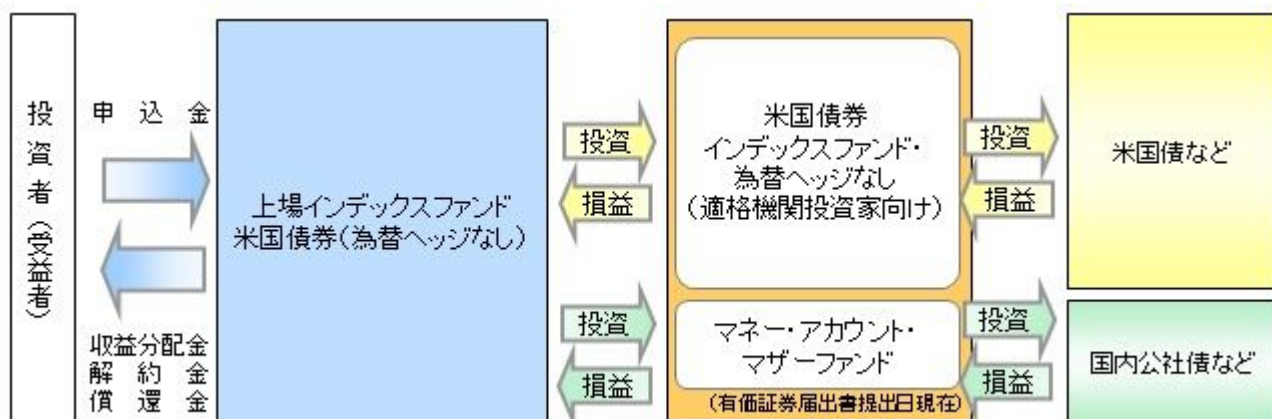 投資者（受益者）
申込金
収益分配金
解約金
償還金
上場インデックスファンド
米国債券（為替ヘッジなし）
投資
損益
投資
損益
米国債券
インデックスファンド・
為替ヘッジなし
（適格機関投資家向け）
マネー・アカウント・
マザーファンド
（有価証券届出書提出日現在）
投資
損益
投資
損益
米国債など
国内公社債など